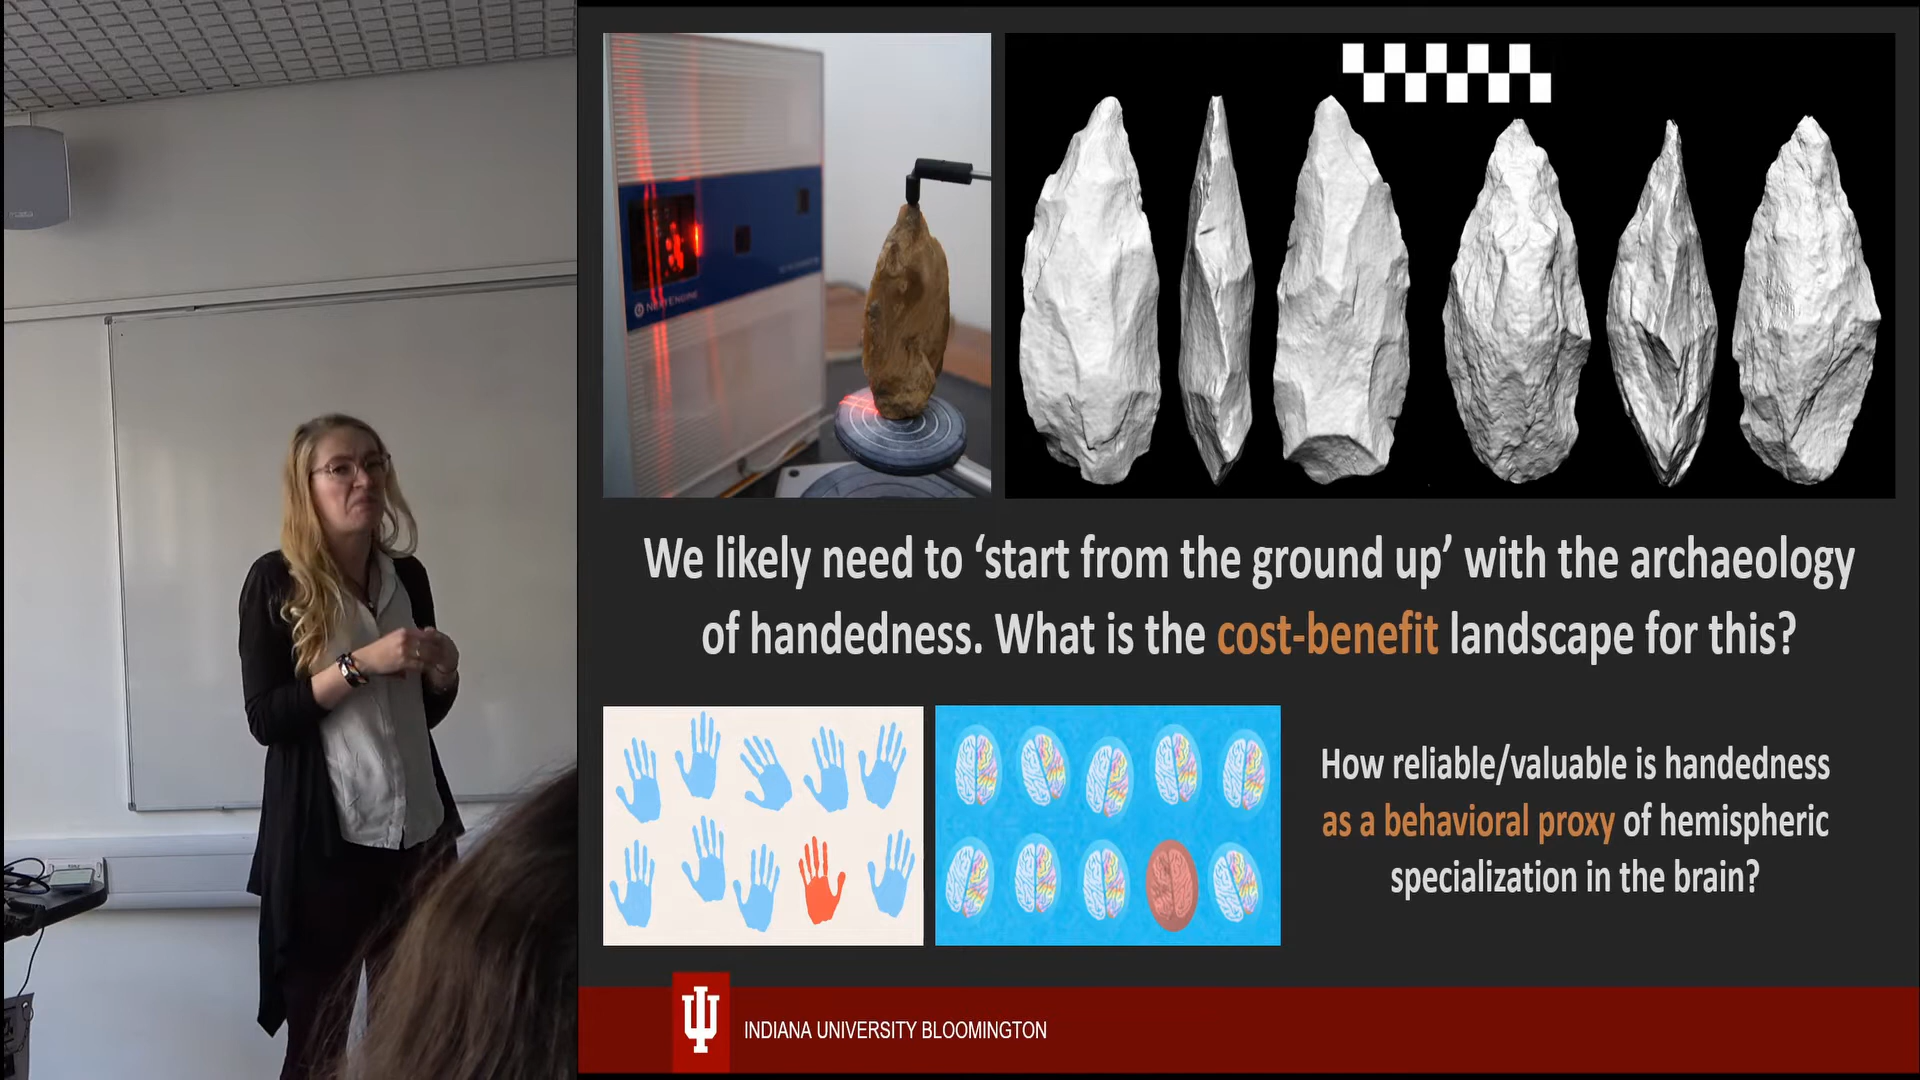 NEXTENGINE
We likely need to ‘start from the ground up’ with the archaeology
of handedness. What is the cost-benefit landscape for this?
How reliable/valuable is handedness
as a behavioral proxy of hemispheric
specialization in the brain?
INDIANA UNIVERSITY BLOOMINGTON